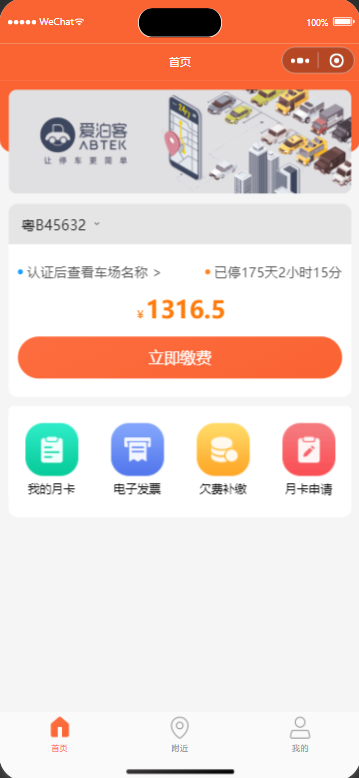 WeChat
100%
首页
爱泊客
ABTEK
让停车更简单
24
粤B45632
认证后查看车场名称 >
已停175天2小时15分
¥1316.5
立即缴费
我的月卡
电子发票
欠费补缴
月卡申请
首页
附近
我的